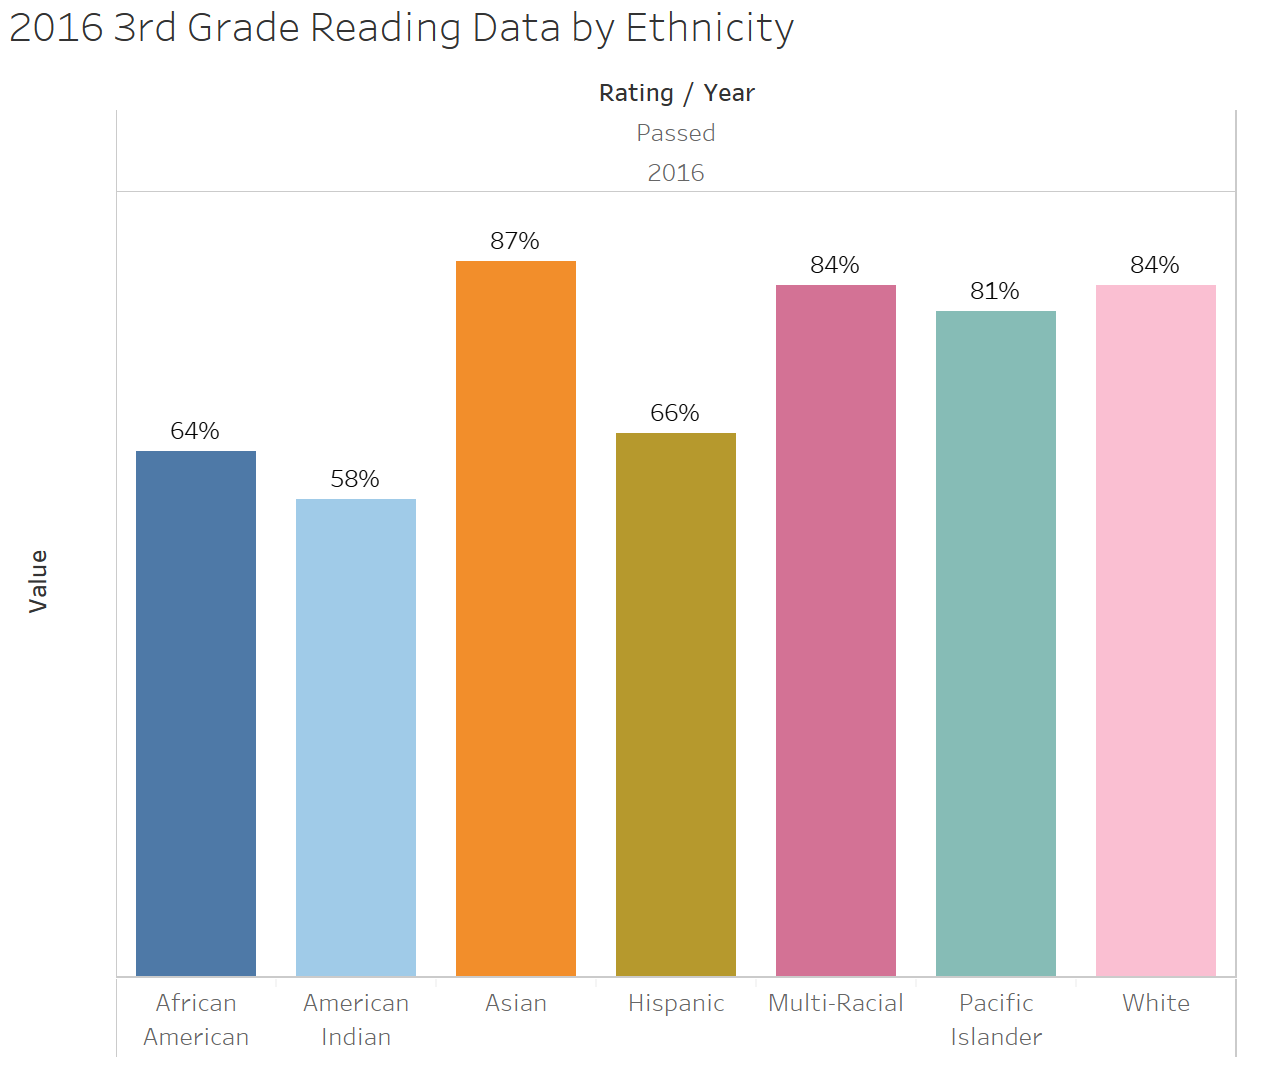 2016 3rd Grade Reading Data by Ethnicity
Rating / Year
Passed
2016
87%
84%
84%
81%
66%
64%
58%
Value
African American
American Indian
Asian
Hispanic
Multi-Racial
Pacific Islander
White